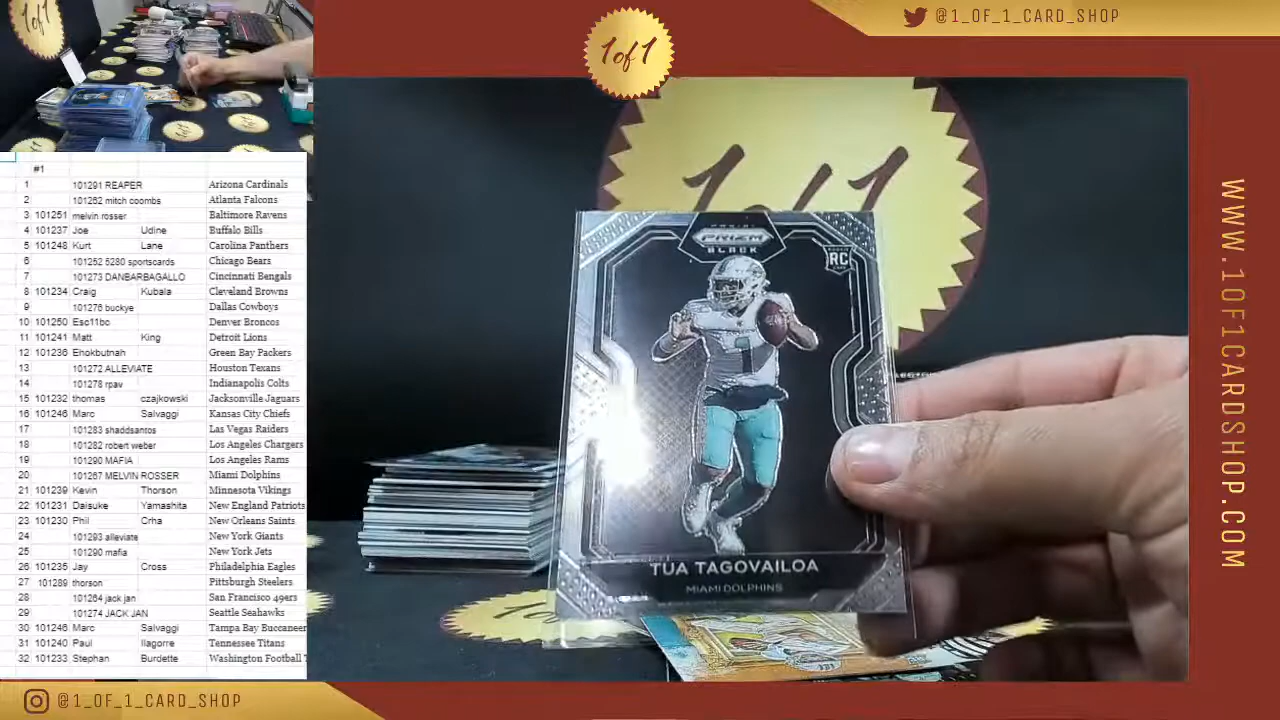 1of1
@1_OF_1_CARD_SHOP
1of1
#1
1 101291 REAPER Arizona Cardinals
2 101262 mitch coombs Atlanta Falcons
3 101251 melvin rosser Baltimore Ravens
4 101237 Joe Udine Buffalo Bills
5 101248 Kurt Lane Carolina Panthers
6 101252 5280 sportscards Chicago Bears
7 101273 DANBARBAGALLO Cincinnati Bengals
8 101234 Craig Kubala Cleveland Browns
9 101276 buckye Dallas Cowboys
10 101250 Esc11bo Denver Broncos
11 101241 Matt King Detroit Lions
12 101236 Ehokbutnah Green Bay Packers
13 101272 ALLEVIATE Houston Texans
14 101278 rpav Indianapolis Colts
15 101232 thomas czajkowski Jacksonville Jaguars
16 101246 Marc Salvaggi Kansas City Chiefs
17 101283 shaddsantos Las Vegas Raiders
18 101282 robert weber Los Angeles Chargers
19 101290 MAFIA Los Angeles Rams
20 101267 MELVIN ROSSER Miami Dolphins
21 101239 Kevin Thorson Minnesota Vikings
22 101231 Daisuke Yamashita New England Patriots
23 101230 Phil Crha New Orleans Saints
24 101293 alleviate New York Giants
25 101290 mafia New York Jets
26 101235 Jay Cross Philadelphia Eagles
27 101289 thorson Pittsburgh Steelers
28 101264 jack jan San Francisco 49ers
29 101274 JACK JAN Seattle Seahawks
30 101246 Marc Salvaggi Tampa Bay Buccaneer
31 101240 Paul Ilagorre Tennessee Titans
32 101233 Stephan Burdette Washington Football T
1of1
PANINI
PRIZM
BLACK
RC
1
TUA TAGOVAILOA
MIAMI DOLPHINS
WWW.1OF1CARDSHOP.COM
@1_OF_1_CARD_SHOP